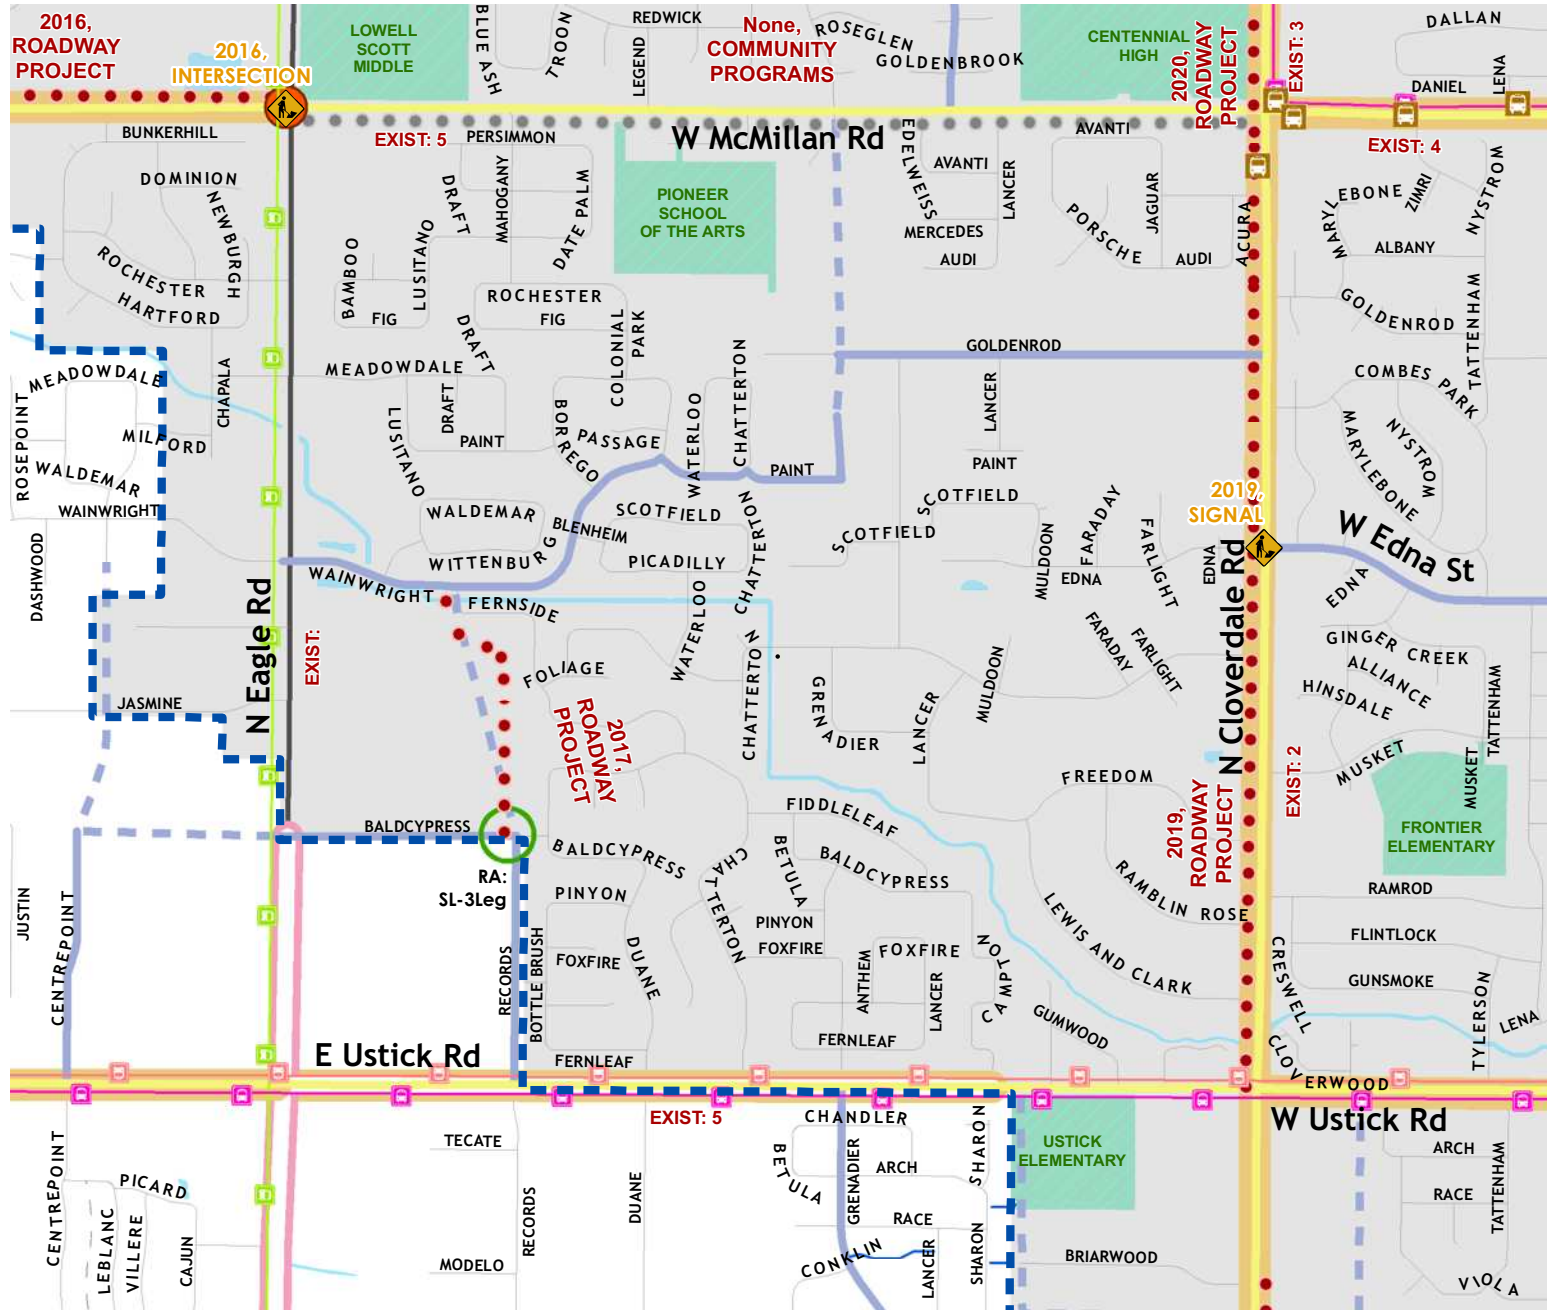 2016,
ROADWAY
PROJECT
2016,
INTERSECTION
LOWELL
SCOTT
MIDDLE
BLUE ASH
TROON
REDWICK
LEGEND
None,
COMMUNITY
PROGRAMS
ROSEGLEN
GOLDENBROOK
CENTENNIAL
HIGH
2020,
ROADWAY
PROJECT
EXIST: 3
DALLAN
DANIEL
LENA
BUNKERHILL
EXIST: 5
PERSIMMON
W McMillan Rd
EDELWEISS
AVANTI
AVANTI
LANCER
EXIST: 4
DOMINION
NEWBURGH
DRAFT
MAHOGANY
DATE PALM
PIONEER
SCHOOL
OF THE ARTS
MERCEDES
AUDI
PORSCHE
JAGUAR
AUDI
ACURA
MARYLEBONE
ZIMRI
NYSTROM
ALBANY
ROCHESTER
HARTFORD
BAMBOO
LUSITANO
FIG
ROCHESTER
FIG
DRAFT
COLONIAL
PARK
GOLDENROD
GOLDENROD
TATTENHAM
MEADOWDALE
CHAPALA
MEADOWDALE
DRAFT
CHATTERTON
LANCER
COMBES PARK
ROSEPOINT
MILFORD
WALDEMAR
WAINWRIGHT
LUSITANO
PAINT
BORREGO
PASSAGE
WATERLOO
PAINT
PAINT
MARYLEBONE
NYSTROM
WALDEMAR
BLENHEIM
SCOTFIELD
CHATTERTON
SCOTFIELD
SCOTFIELD
2019,
SIGNAL
DASHWOOD
WITTENBURG
PICADILLY
MULDOON
FARADAY
EDNA
FARLIGHT
EDNA
W Edna St
EDNA
N Eagle Rd
WAINWRIGHT
FERNSIDE
WATERLOO
EXIST:
FOLIAGE
CHATTERTON
GRENADIER
LANCER
MULDOON
FARADAY
FARLIGHT
N Cloverdale Rd
GINGER CREEK
ALLIANCE
HINSDALE
TATTENHAM
JASMINE
2017,
ROADWAY
PROJECT
FREEDOM
2019,
ROADWAY
PROJECT
EXIST: 2
MUSKET
MUSKET
FRONTIER
ELEMENTARY
BALDCYPRESS
RA:
SL-3Leg
BALDCYPRESS
FIDDLELEAF
BETULA
BALDCYPRESS
PINYON
CHATTERTON
PINYON
FOXFIRE
RAMBLIN ROSE
LEWIS AND CLARK
RAMROD
FLINTLOCK
GUNSMOKE
JUSTIN
CENTREPOINT
RECORDS
BOTTLE BRUSH
FOXFIRE
DUANE
ANTHEM
FOXFIRE
LANCER
CAMPTON
GUMWOOD
CRESWELL
TYLERSON
LENA
E Ustick Rd
FERNLEAF
FERNLEAF
CLOVERWOOD
EXIST: 5
W Ustick Rd
CHANDLER
SHARON
USTICK
ELEMENTARY
CENTREPOINT
TECATE
DUANE
BETULA
GRENADIER
ARCH
ARCH
TATTENHAM
PICARD
RACE
RACE
LEBLANC
VILLERE
CAJUN
RECORDS
MODELO
CONKLIN
LANCER
SHARON
BRIARWOOD
VIOLA